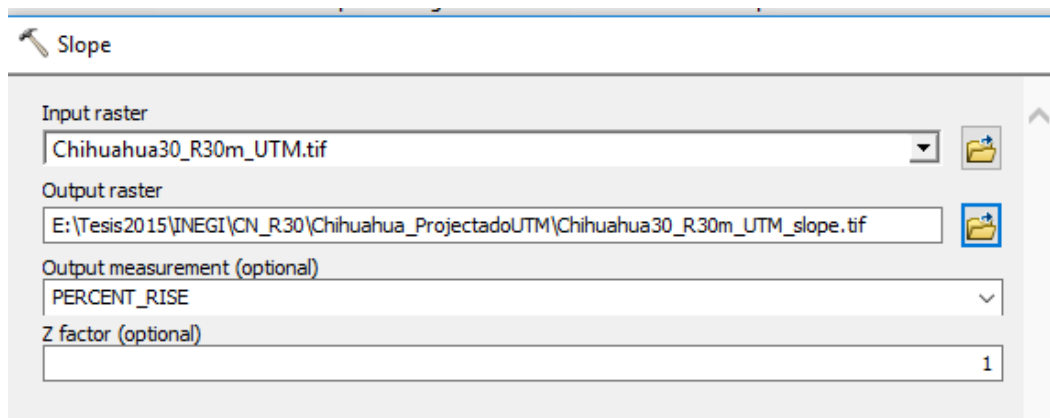 Slope
Input raster
Chihuahua30_R30m_UTM.tif
Output raster
E:\Tesis2015\INEGI\CN_R30\Chihuahua_ProjectadoUTM\Chihuahua30_R30m_UTM_slope.tif
Output measurement (optional)
PERCENT_RISE
Z factor (optional)
1